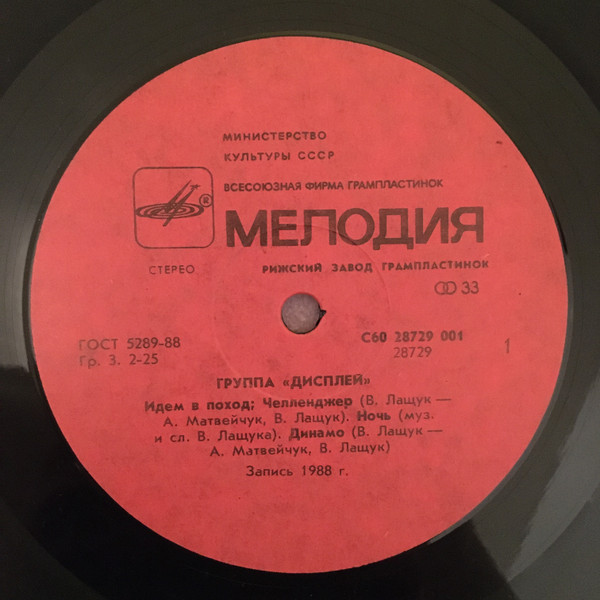 МИНИСТЕРСТВО
КУЛЬТУРЫ СССР
ВСЕСОЮЗНАЯ ФИРМА ГРАМПЛАСТИНОК
®
МЕЛОДИЯ
СТЕРЕО
РИЖСКИЙ ЗАВОД ГРАМПЛАСТИНОК
33
ГОСТ 5289-88
Гр. 3. 2-25
С60 28729 001
28729
1
ГРУППА «ДИСПЛЕЙ»
Идем в поход; Челленджер (В. Лащук —
А. Матвейчук, В. Лащук). Ночь (муз.
и сл. В. Лащука). Динамо (В. Лащук —
А. Матвейчук, В. Лащук)
Запись 1988 г.